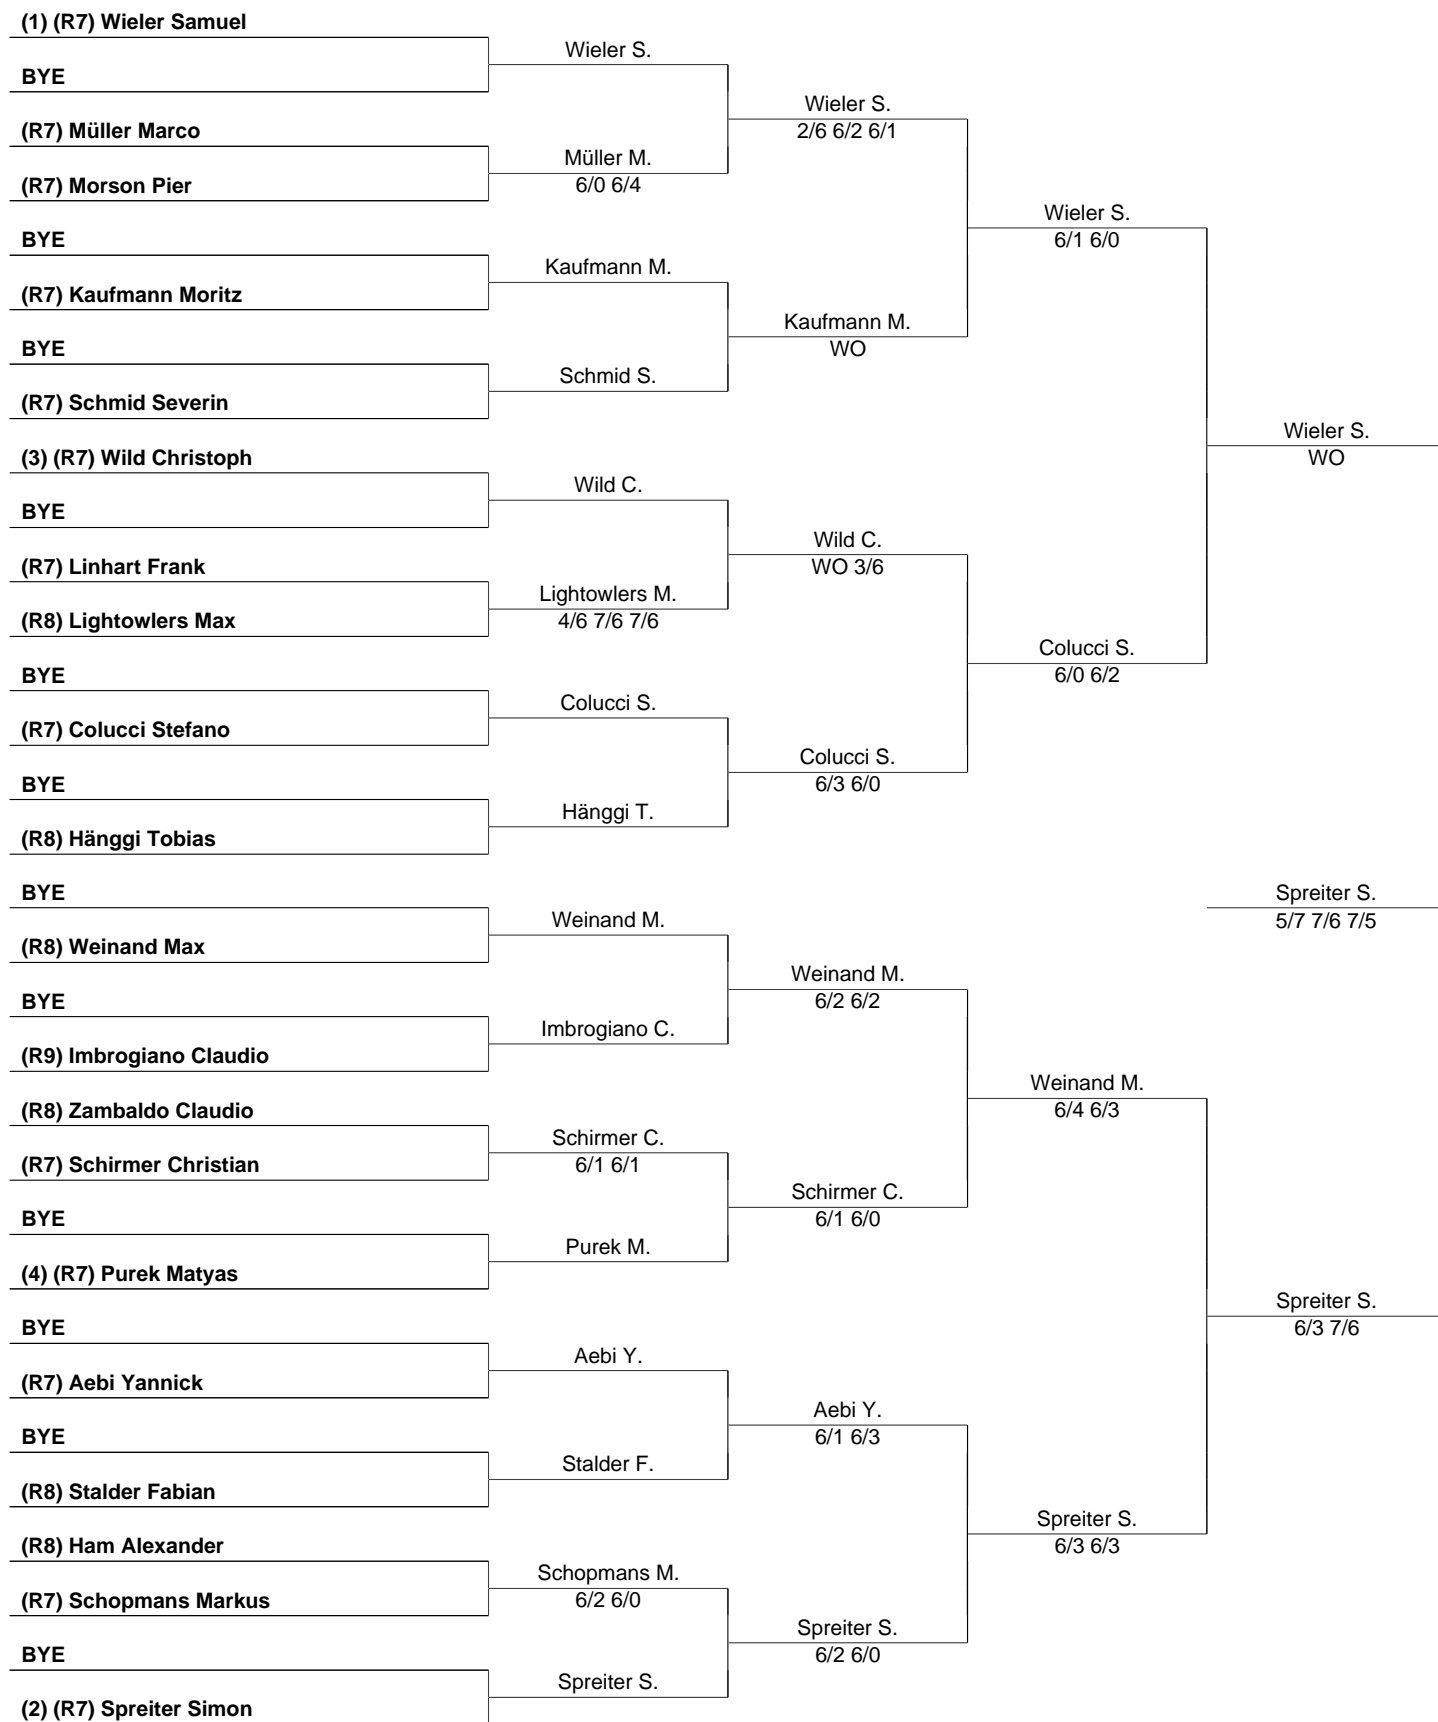 (1) (R7) Wieler Samuel
Wieler S.
BYE
Wieler S.
2/6 6/2 6/1
(R7) Müller Marco
Müller M.
6/0 6/4
(R7) Morson Pier
Wieler S.
6/1 6/0
BYE
Kaufmann M.
(R7) Kaufmann Moritz
Kaufmann M.
WO
BYE
Schmid S.
(R7) Schmid Severin
Wieler S.
WO
(3) (R7) Wild Christoph
Wild C.
BYE
Wild C.
WO 3/6
(R7) Linhart Frank
Lightowlers M.
4/6 7/6 7/6
(R8) Lightowlers Max
Colucci S.
6/0 6/2
BYE
Colucci S.
(R7) Colucci Stefano
Colucci S.
6/3 6/0
BYE
Hänggi T.
(R8) Hänggi Tobias
BYE
Spreiter S.
5/7 7/6 7/5
Weinand M.
(R8) Weinand Max
Weinand M.
6/2 6/2
BYE
Imbrogiano C.
(R9) Imbrogiano Claudio
Weinand M.
6/4 6/3
(R8) Zambaldo Claudio
Schirmer C.
6/1 6/1
(R7) Schirmer Christian
Schirmer C.
6/1 6/0
BYE
Purek M.
(4) (R7) Purek Matyas
Spreiter S.
6/3 7/6
BYE
Aebi Y.
(R7) Aebi Yannick
Aebi Y.
6/1 6/3
BYE
Stalder F.
(R8) Stalder Fabian
Spreiter S.
6/3 6/3
(R8) Ham Alexander
Schopmans M.
6/2 6/0
(R7) Schopmans Markus
Spreiter S.
6/2 6/0
BYE
Spreiter S.
(2) (R7) Spreiter Simon